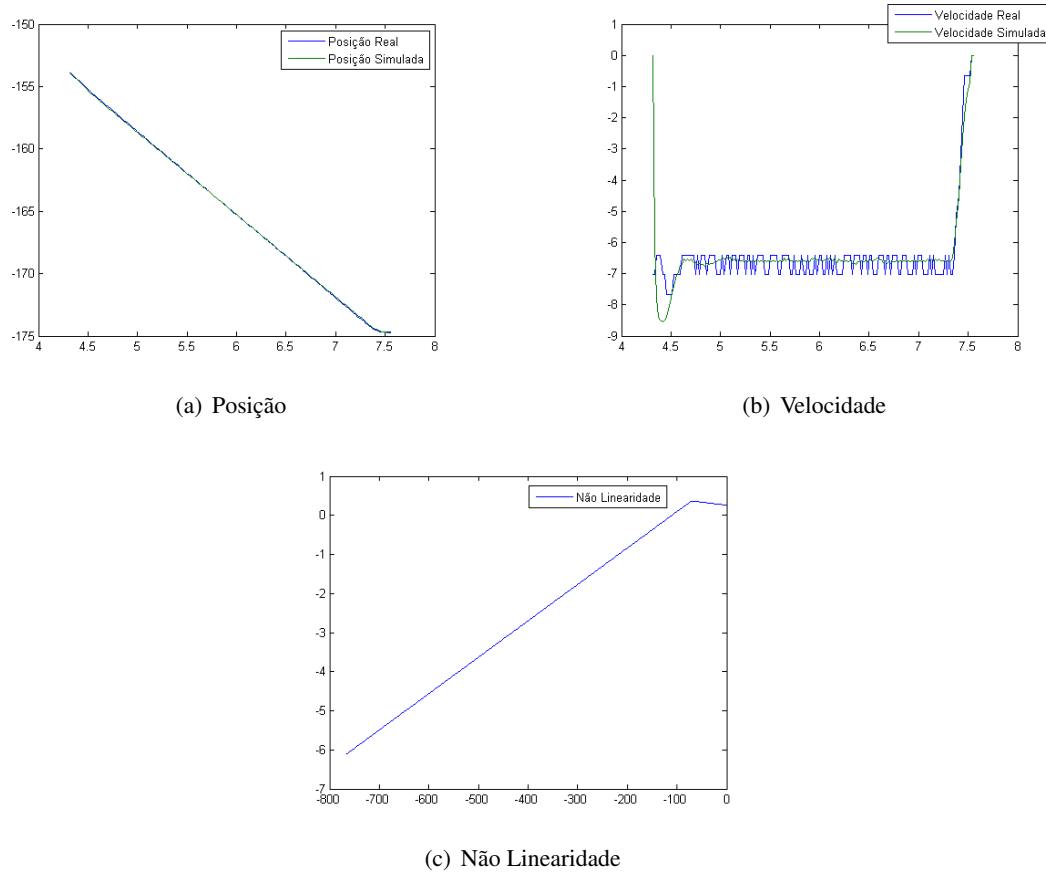 -150
-155
-160
-165
-170
-175
4 4.5 5 5.5 6 6.5 7 7.5 8
Posição Real
Posição Simulada
(a) Posição
1
0
-1
-2
-3
-4
-5
-6
-7
-8
-9
4 4.5 5 5.5 6 6.5 7 7.5 8
Velocidade Real
Velocidade Simulada
(b) Velocidade
1
0
-1
-2
-3
-4
-5
-6
-7
-800 -700 -600 -500 -400 -300 -200 -100 0
Não Linearidade
(c) Não Linearidade